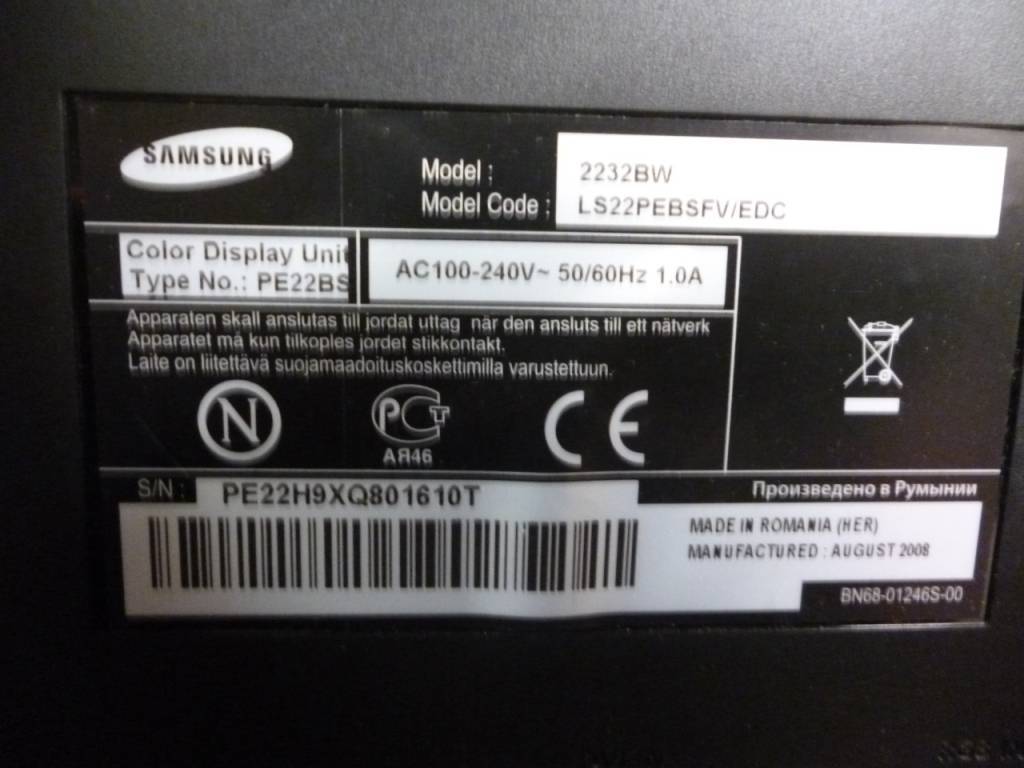 SAMSUNG
Model : 2232BW
Model Code : LS22PEBSFV/EDC
Color Display Unit
Type No.: PE22BS
AC100-240V~ 50/60Hz 1.0A
Apparaten skall anslutas till jordat uttag när den ansluts till ett nätverk
Apparatet må kun tilkoples jordet stikkontakt.
Laite on liitettävä suojamaadoituskoskettimilla varustettuun.
N
РСТ
АЯ46
CE
S/N : PE22H9XQ801610T
Произведено в Румынии
MADE IN ROMANIA (HER)
MANUFACTURED : AUGUST 2008
BN68-01246S-00